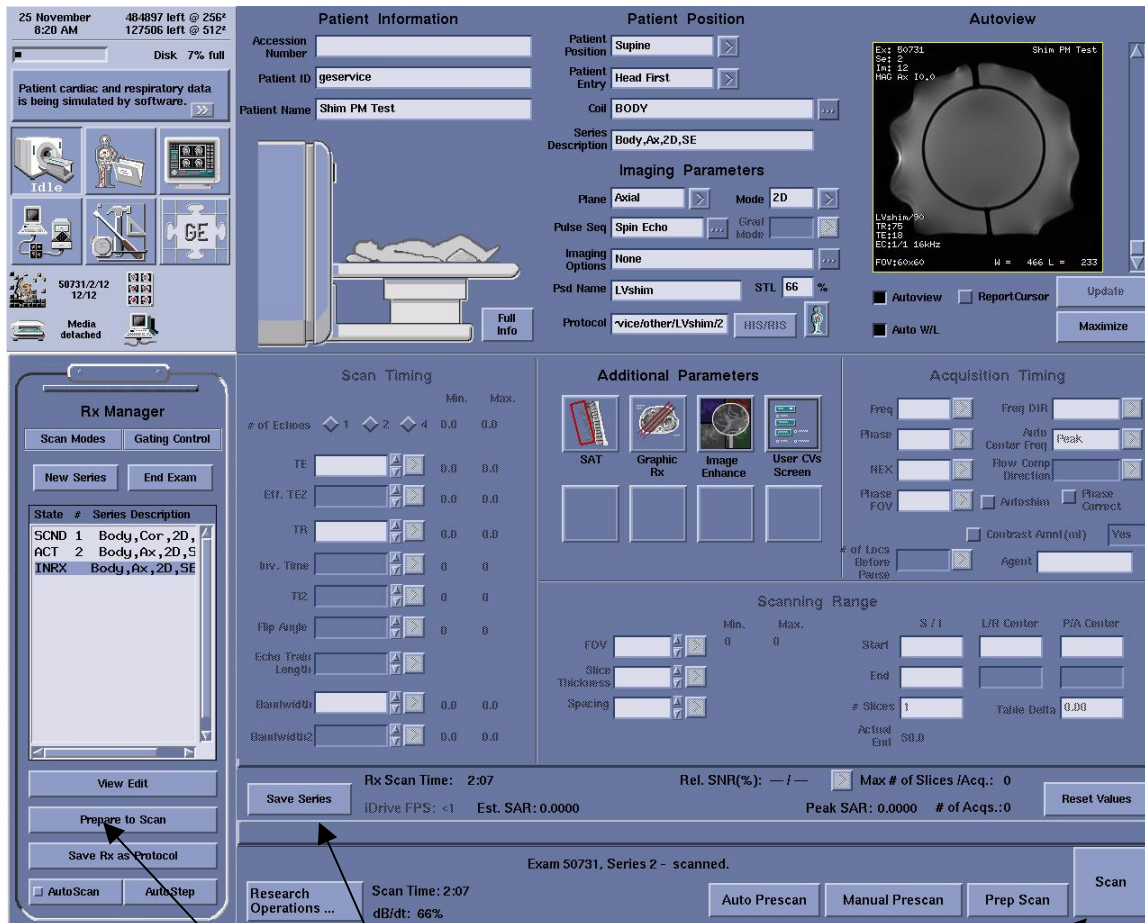 25 November
8:20 AM
484897 left @ 256²
127506 left @ 512²
Disk 7% full
Patient cardiac and respiratory data
is being simulated by software.
Idle
GE
50731/2/12
12/12
Media
detached
Patient Information
Accession
Number
Patient ID geservice
Patient Name Shim PM Test
Full
Info
Patient Position
Patient
Position Supine
Patient
Entry Head First
Coil BODY
Series
Description Body,Ax,2D,SE
Imaging Parameters
Plane Axial Mode 2D
Pulse Seq Spin Echo Grad
Mode
Imaging
Options None
Psd Name LVshim STL 66 %
Protocol ~vice/other/LVshim/2 HIS/RIS
Autoview
Ex: 50731 Shim PM Test
Se: 2
Im: 12
MAG Ax I0.0
LVshim/90
TR:75
TE:18
EC:1/1 16kHz
FOV:60x60 W = 466 L = 233
Autoview ReportCursor Update
Auto W/L Maximize
Rx Manager
Scan Modes Gating Control
New Series End Exam
State # Series Description
SCND 1 Body,Cor,2D,
ACT 2 Body,Ax,2D,S
INRX Body,Ax,2D,SE
View Edit
Prepare to Scan
Save Rx as Protocol
AutoScan AutoStep
Scan Timing
Min. Max.
# of Echoes 1 2 4 0.0 0.0
TE 0.0 0.0
Eff. TE2 0.0 0.0
TR 0.0 0.0
Inv. Time 0 0
TI2 0 0
Flip Angle 0 0
Echo Train
Length
Bandwidth 0.0 0.0
Bandwidth2 0.0 0.0
Additional Parameters
SAT Graphic
Rx Image
Enhance User CVs
Screen
Acquisition Timing
Freq Freq DIR
Phase Auto
Center Freq Peak
NEX Flow Comp
Direction
Phase
FOV Autoshim Phase
Correct
Contrast Amnt(ml) Yes
# of Locs
Before
Pause Agent
Scanning Range
Min. Max. S / I L/R Center P/A Center
FOV 0 0 Start
Slice
Thickness End
Spacing # Slices 1 Table Delta 0.00
Actual
End S0.0
Save Series
Rx Scan Time: 2:07 Rel. SNR(%): — / — Max # of Slices /Acq.: 0
iDrive FPS: <1 Est. SAR: 0.0000 Peak SAR: 0.0000 # of Acqs.:0
Reset Values
Exam 50731, Series 2 - scanned.
Research
Operations ...
Scan Time: 2:07
dB/dt: 66%
Auto Prescan Manual Prescan Prep Scan Scan